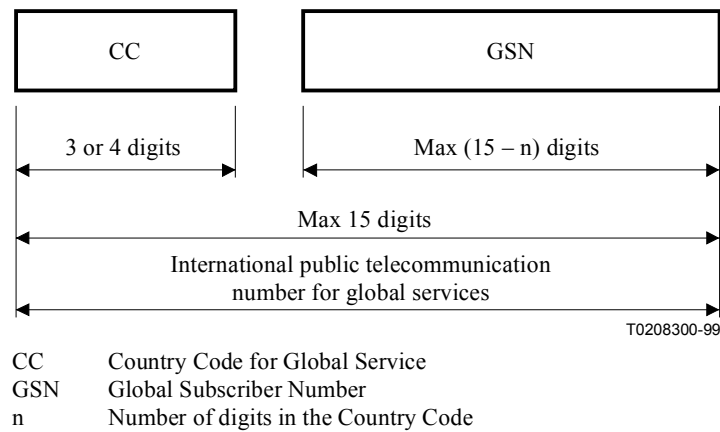 CC GSN
3 or 4 digits Max (15 – n) digits
Max 15 digits
International public telecommunication
number for global services
T0208300-99
CC Country Code for Global Service
GSN Global Subscriber Number
n Number of digits in the Country Code